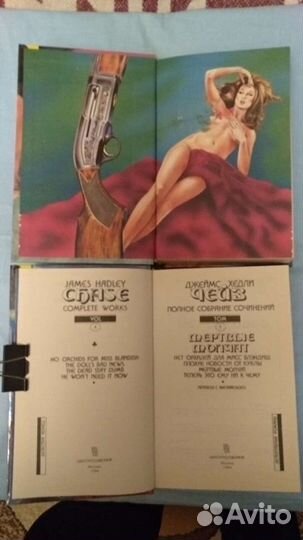 JAMES HADLEY
CHASE
COMPLETE WORKS
VOL
NO ORCHIDS FOR MISS BLANDISH
THE DOLL'S BAD NEWS
THE DEAD STAY DUMB
HE WON'T NEED IT NOW
ДЖЕЙМС ХЕДЛИ
ЧЕЙЗ
ПОЛНОЕ СОБРАНИЕ СОЧИНЕНИЙ
ТОМ
МЕРТВЫЕ
МОЛЧАТ
НЕТ ОРХИДЕЙ ДЛЯ МИСС БЛЭНДИШ
ПЛОХИЕ НОВОСТИ ОТ КУКЛЫ
МЕРТВЫЕ МОЛЧАТ
ТЕПЕРЬ ЭТО ЕМУ НИ К ЧЕМУ
Avito